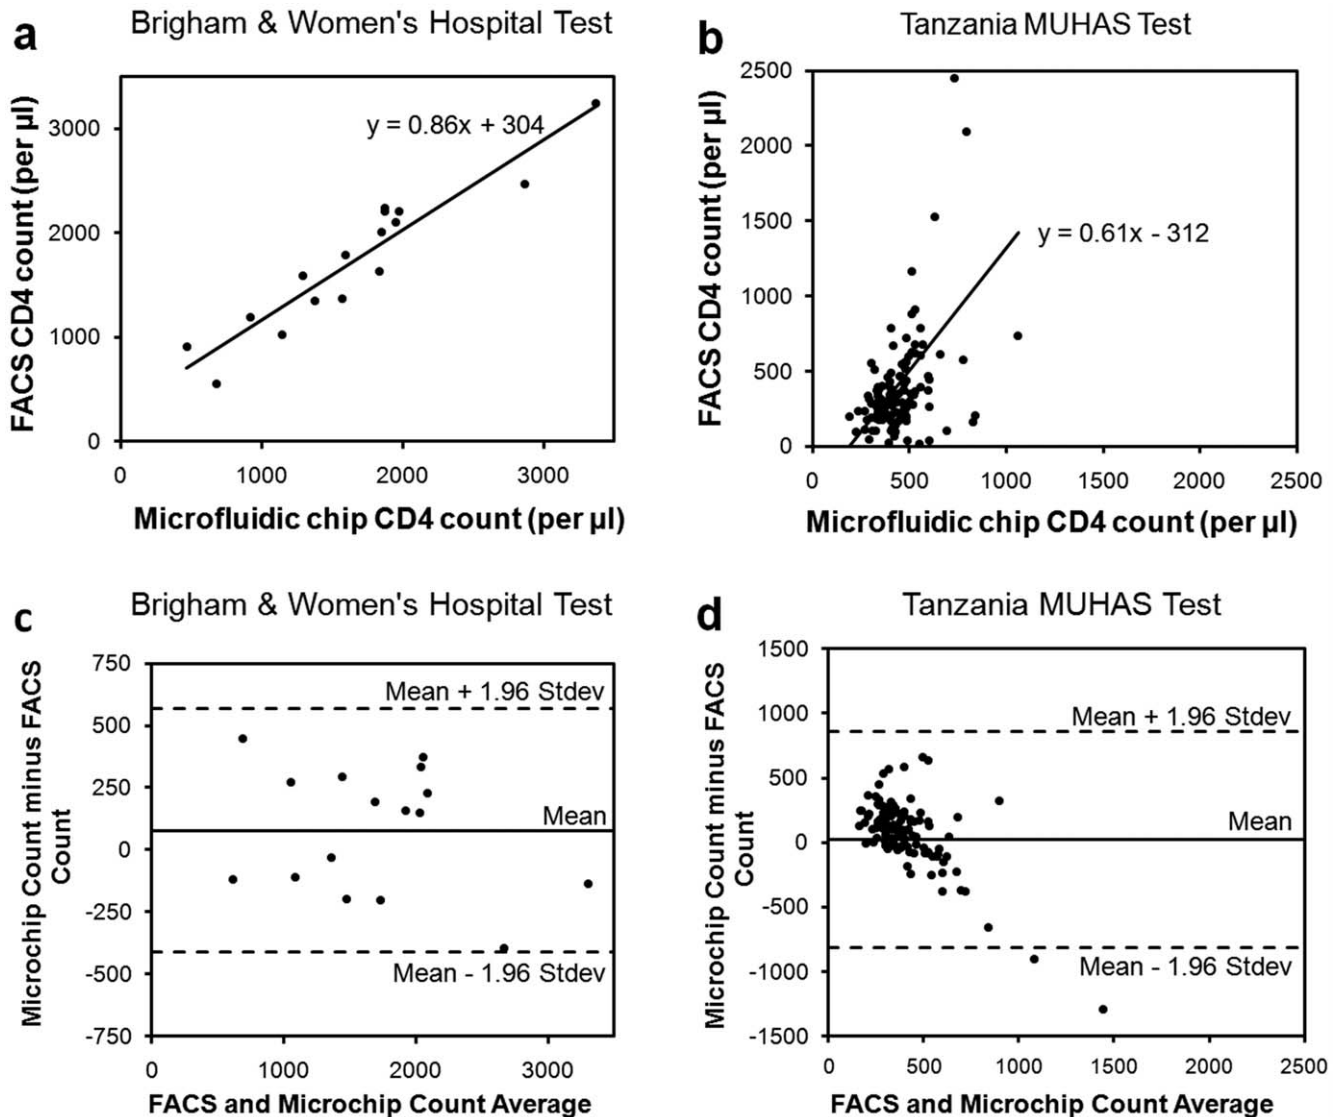 a
Brigham & Women's Hospital Test
FACS CD4 count (per µl)
3000
2000
1000
0
y = 0.86x + 304
0 1000 2000 3000
Microfluidic chip CD4 count (per µl)
b
Tanzania MUHAS Test
FACS CD4 count (per µl)
2500
2000
1500
1000
500
0
y = 0.61x - 312
0 500 1000 1500 2000 2500
Microfluidic chip CD4 count (per µl)
c
Brigham & Women's Hospital Test
Microchip Count minus FACS
Count
750
500
250
0
-250
-500
-750
Mean + 1.96 Stdev
Mean
Mean - 1.96 Stdev
0 1000 2000 3000
FACS and Microchip Count Average
d
Tanzania MUHAS Test
Microchip Count minus FACS
Count
1500
1000
500
0
-500
-1000
-1500
Mean + 1.96 Stdev
Mean
Mean - 1.96 Stdev
0 500 1000 1500 2000 2500
FACS and Microchip Count Average